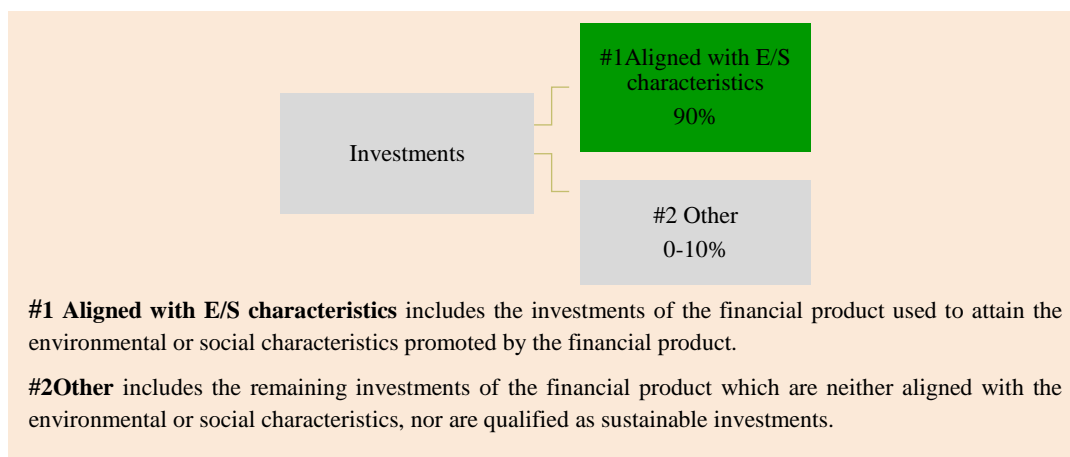 #1Aligned with E/S
characteristics
90%
Investments
#2 Other
0-10%
#1 Aligned with E/S characteristics includes the investments of the financial product used to attain the
environmental or social characteristics promoted by the financial product.
#2Other includes the remaining investments of the financial product which are neither aligned with the
environmental or social characteristics, nor are qualified as sustainable investments.